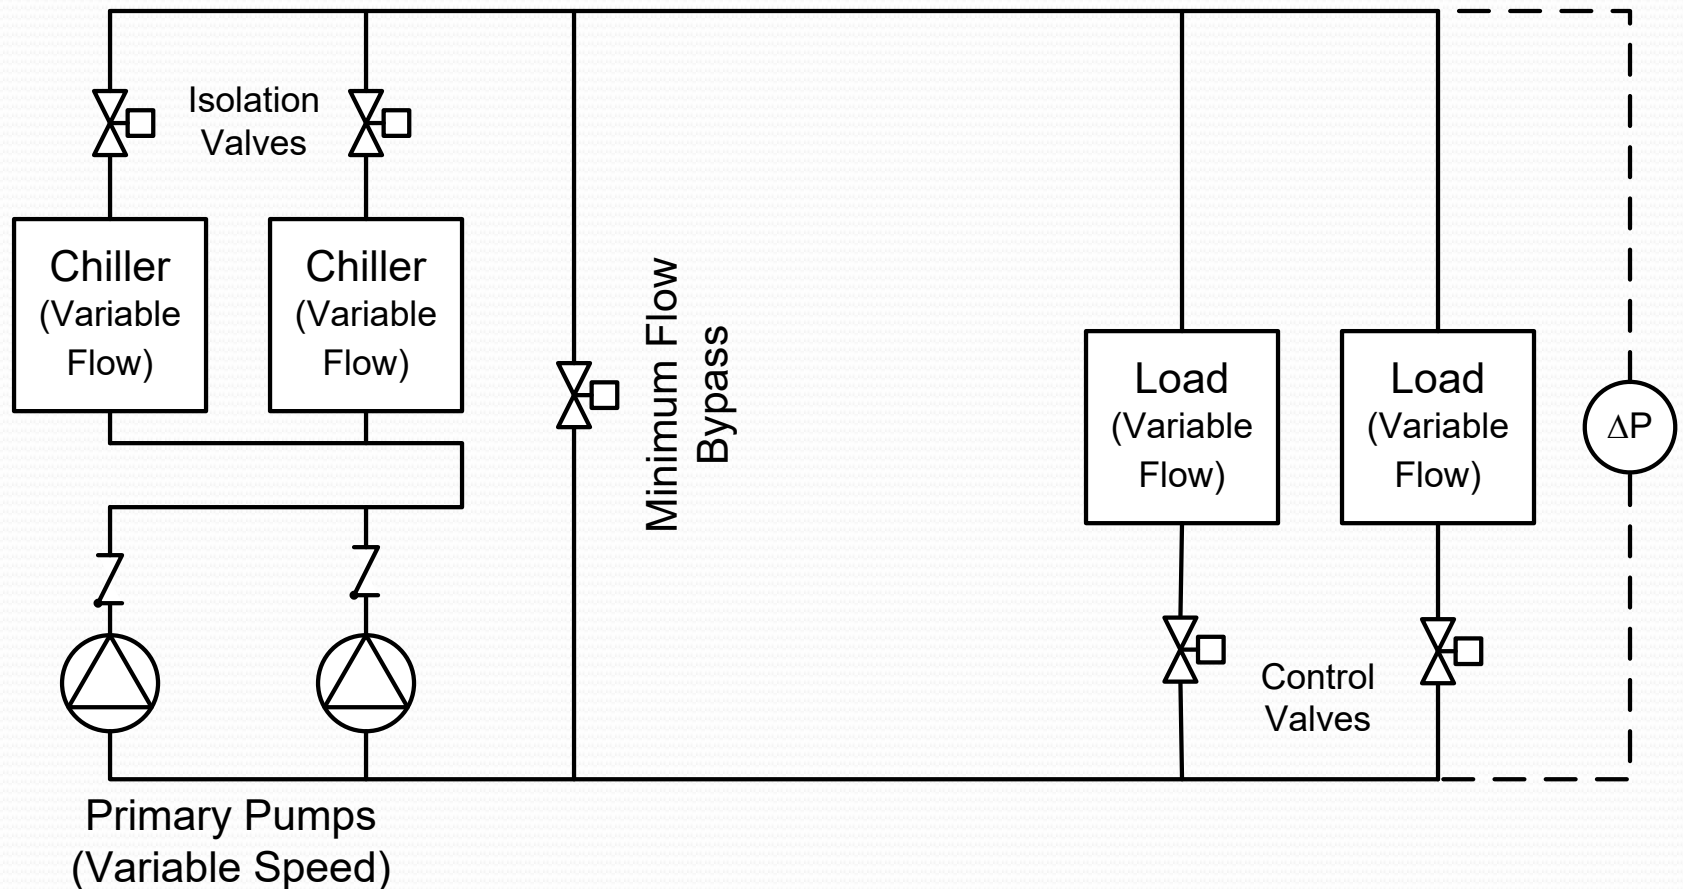 Isolation
Valves
Chiller
(Variable
Flow)
Chiller
(Variable
Flow)
Minimum Flow
Bypass
Load
(Variable
Flow)
Load
(Variable
Flow)
ΔP
Control
Valves
Primary Pumps
(Variable Speed)